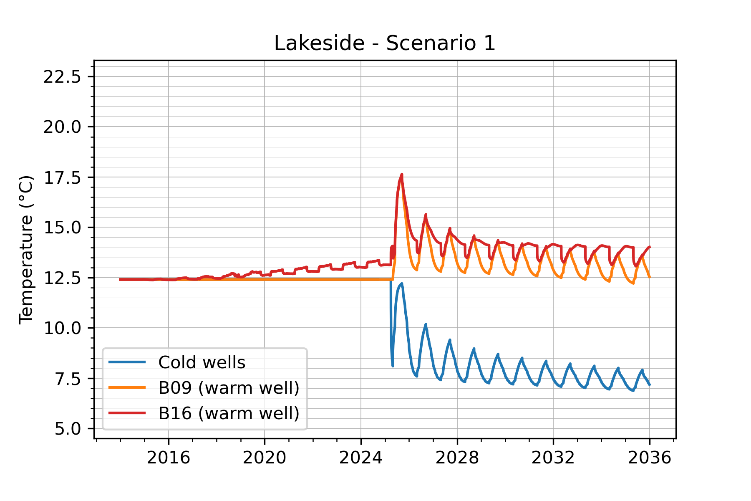 Lakeside - Scenario 1
Temperature (°C)
22.5
20.0
17.5
15.0
12.5
10.0
7.5
5.0
Cold wells
B09 (warm well)
B16 (warm well)
2016 2020 2024 2028 2032 2036